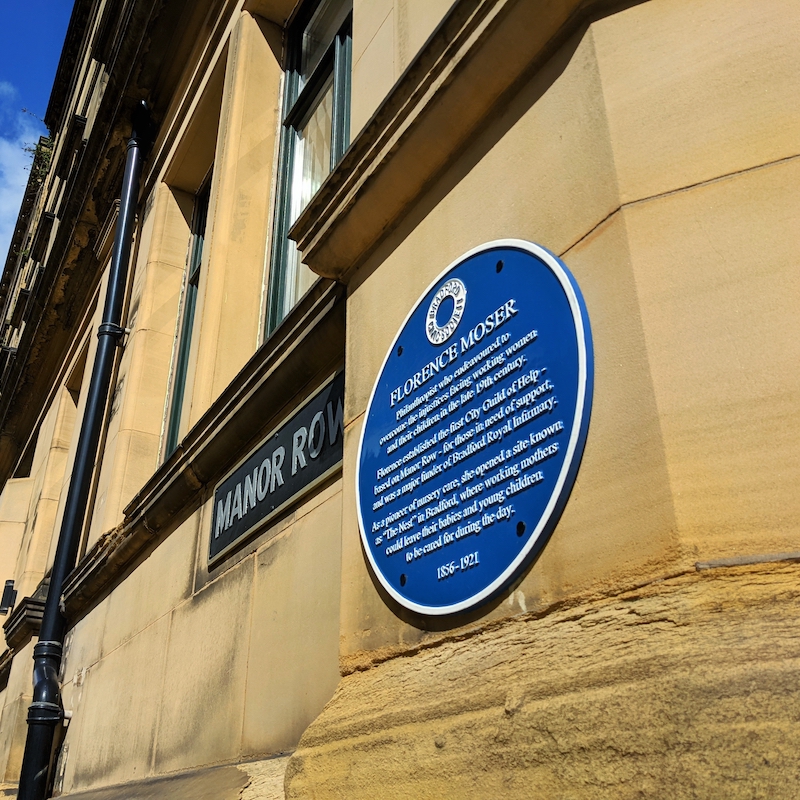 BRADFORD
CIVIC SOCIETY
FLORENCE MOSER
Philanthropist who endeavoured to
overcome the injustices facing working women
and their children in the late 19th century.
Florence established the first City Guild of Help –
based on Manor Row – for those in need of support,
and was a major funder of Bradford Royal Infirmary.
As a pioneer of nursery care, she opened a site known
as "The Nest" in Bradford, where working mothers
could leave their babies and young children
to be cared for during the day.
1856–1921
MANOR ROW